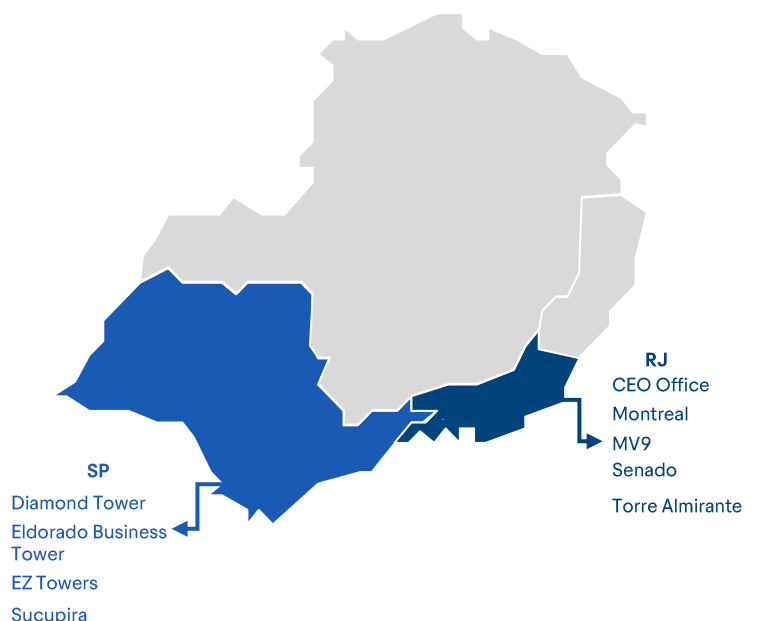 RJ
CEO Office
Montreal
MV9
Senado
Torre Almirante
SP
Diamond Tower
Eldorado Business
Tower
EZ Towers
Sucupira